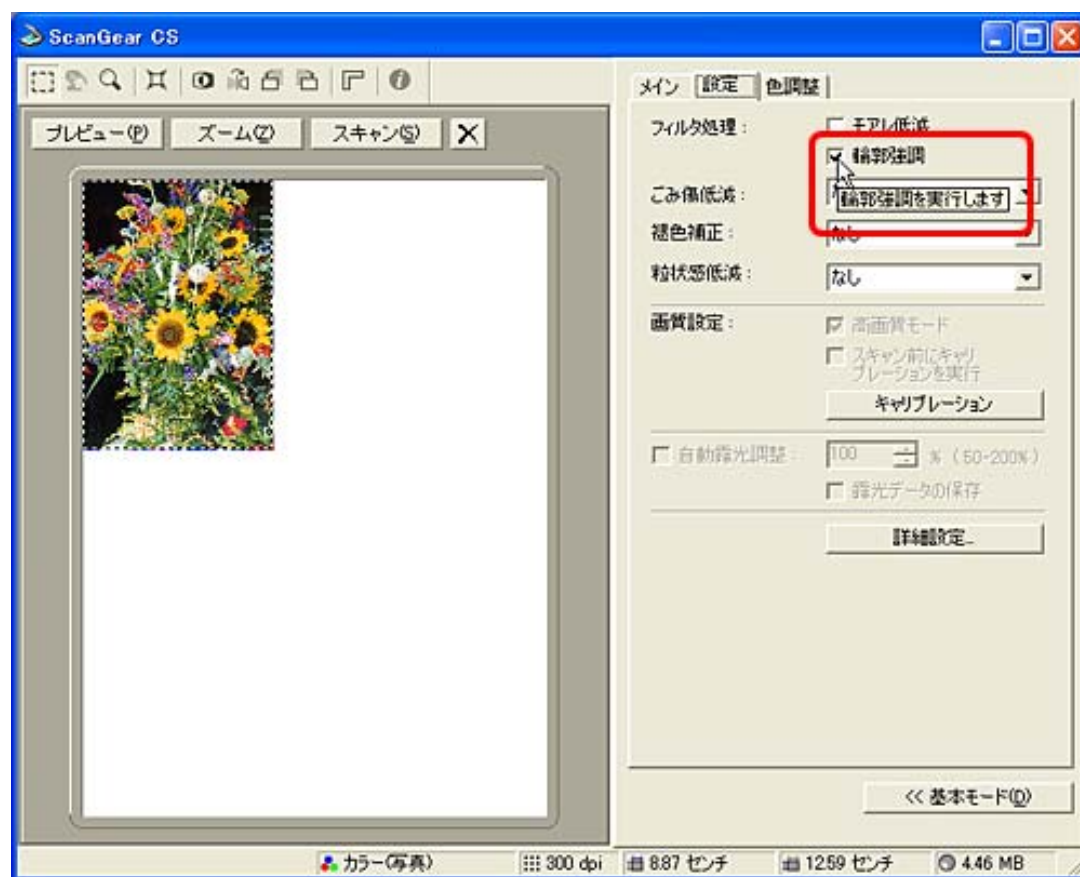 ScanGear CS
メイン 設定 色調整
プレビュー(P) ズーム(Z) スキャン(S)
フィルタ処理: モアレ低減
輪郭強調
輪郭強調を実行します
ごみ傷低減:
褪色補正: なし
粒状感低減: なし
画質設定: 高画質モード
スキャン前にキャリ
ブレーションを実行
キャリブレーション
自動露光調整: 100 % (50-200%)
露光データの保存
詳細設定...
<< 基本モード(D)
カラー(写真) 300 dpi 8.87 センチ 12.59 センチ 4.46 MB